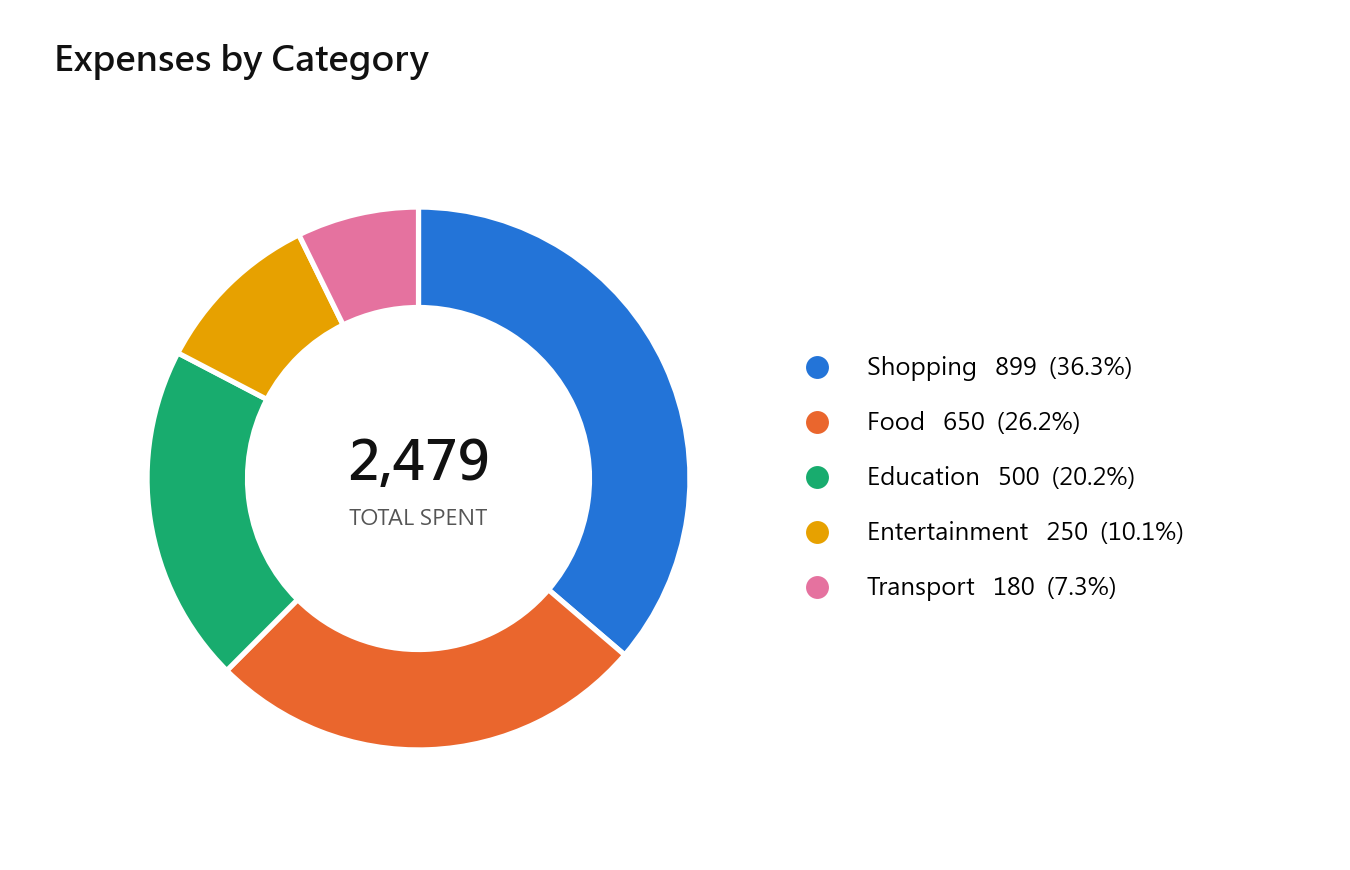 Expenses by Category
2,479
TOTAL SPENT
Shopping 899 (36.3%)
Food 650 (26.2%)
Education 500 (20.2%)
Entertainment 250 (10.1%)
Transport 180 (7.3%)